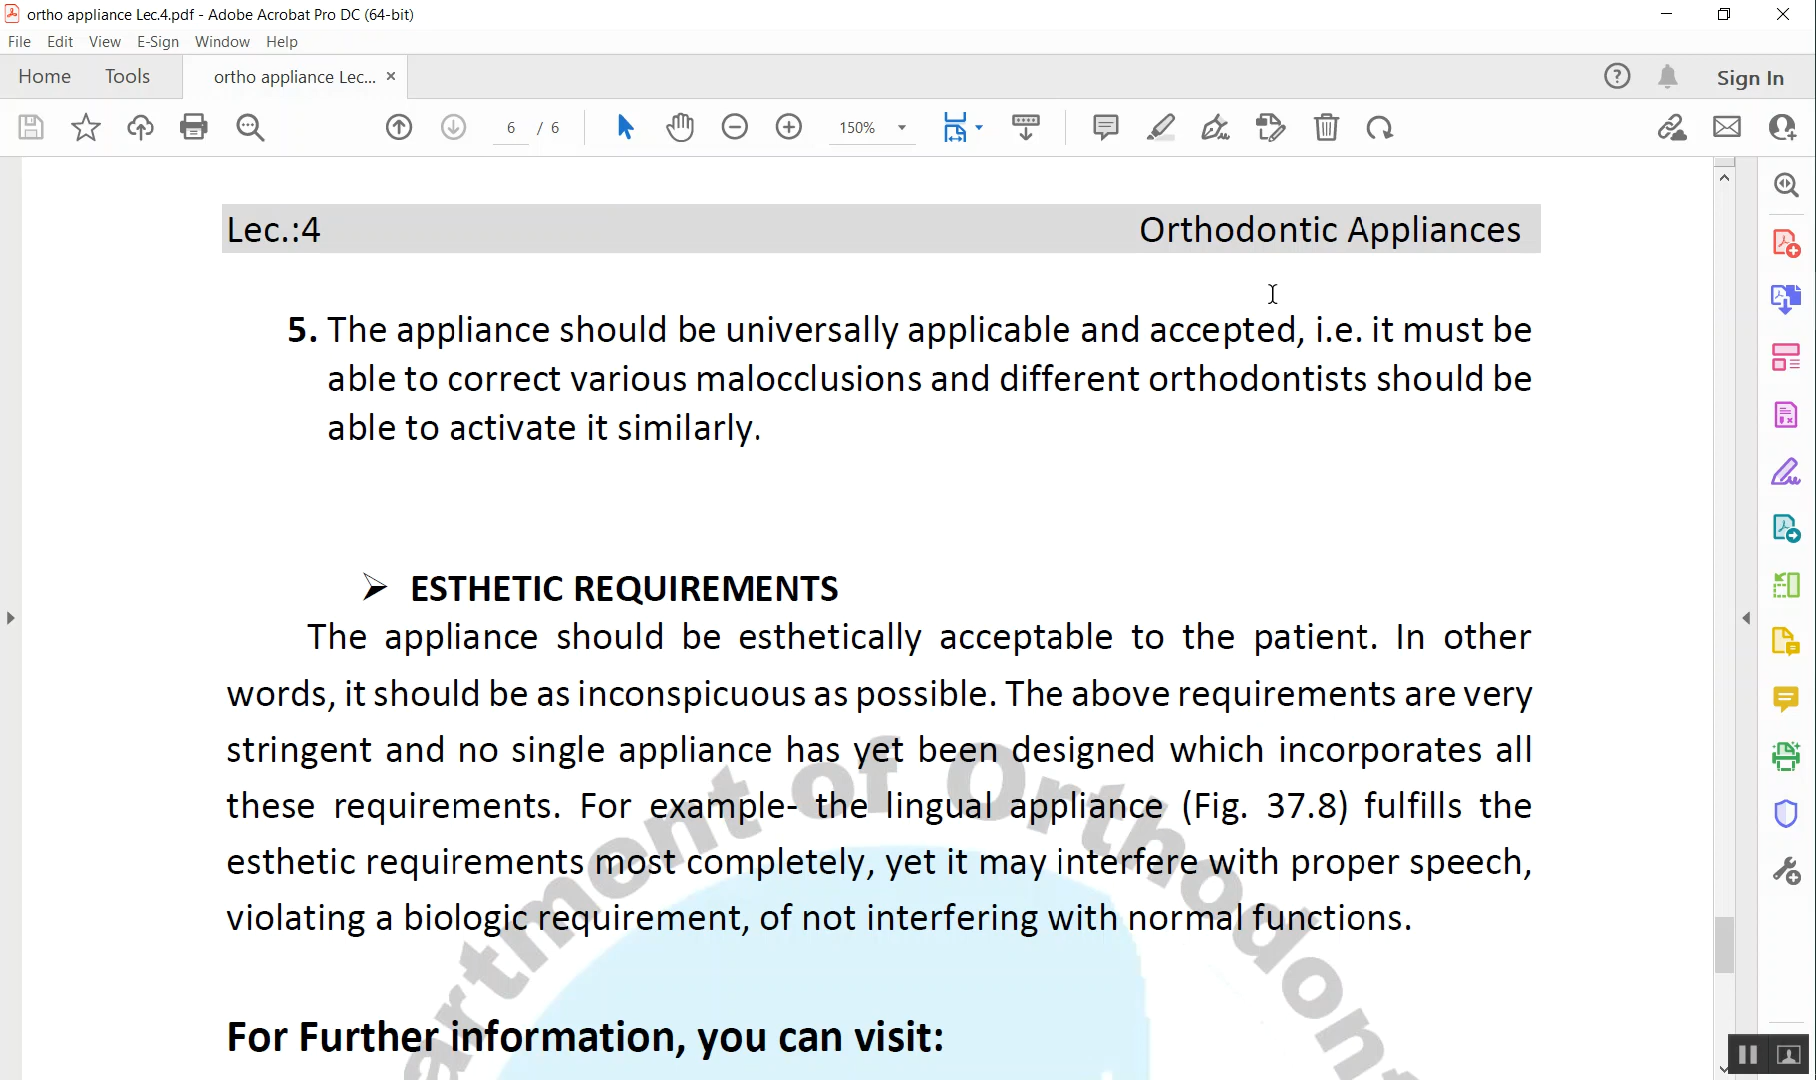 ortho appliance Lec.4.pdf - Adobe Acrobat Pro DC (64-bit)
File Edit View E-Sign Window Help
Home Tools ortho appliance Lec... × Sign In
6 / 6 150%
Lec.:4 Orthodontic Appliances
5. The appliance should be universally applicable and accepted, i.e. it must be
able to correct various malocclusions and different orthodontists should be
able to activate it similarly.
➢ ESTHETIC REQUIREMENTS
The appliance should be esthetically acceptable to the patient. In other
words, it should be as inconspicuous as possible. The above requirements are very
stringent and no single appliance has yet been designed which incorporates all
these requirements. For example- the lingual appliance (Fig. 37.8) fulfills the
esthetic requirements most completely, yet it may interfere with proper speech,
violating a biologic requirement, of not interfering with normal functions.
For Further information, you can visit:
artment of Orthodont